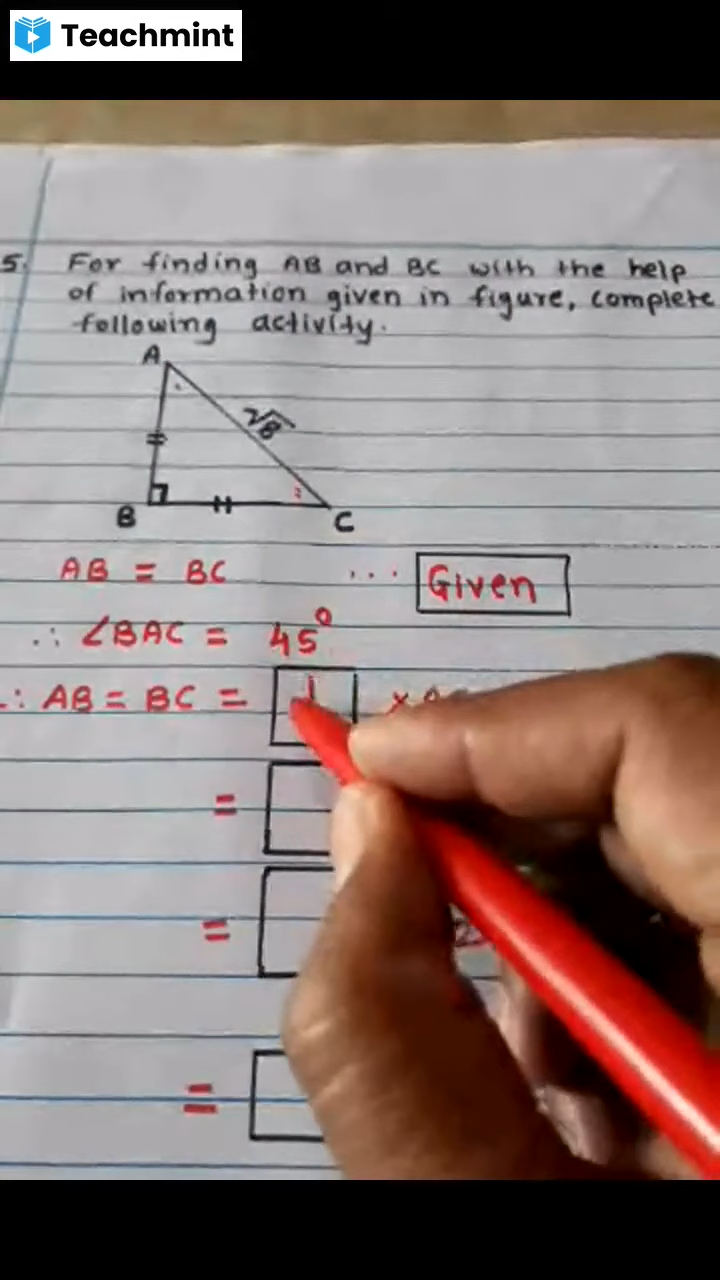 Teachmint
5. For finding AB and BC with the help
of information given in figure, complete
following activity.
A
√8
B
C
AB = BC ... Given
∴ ∠BAC = 45°
∴ AB = BC = 1 ×
=
=
2
=